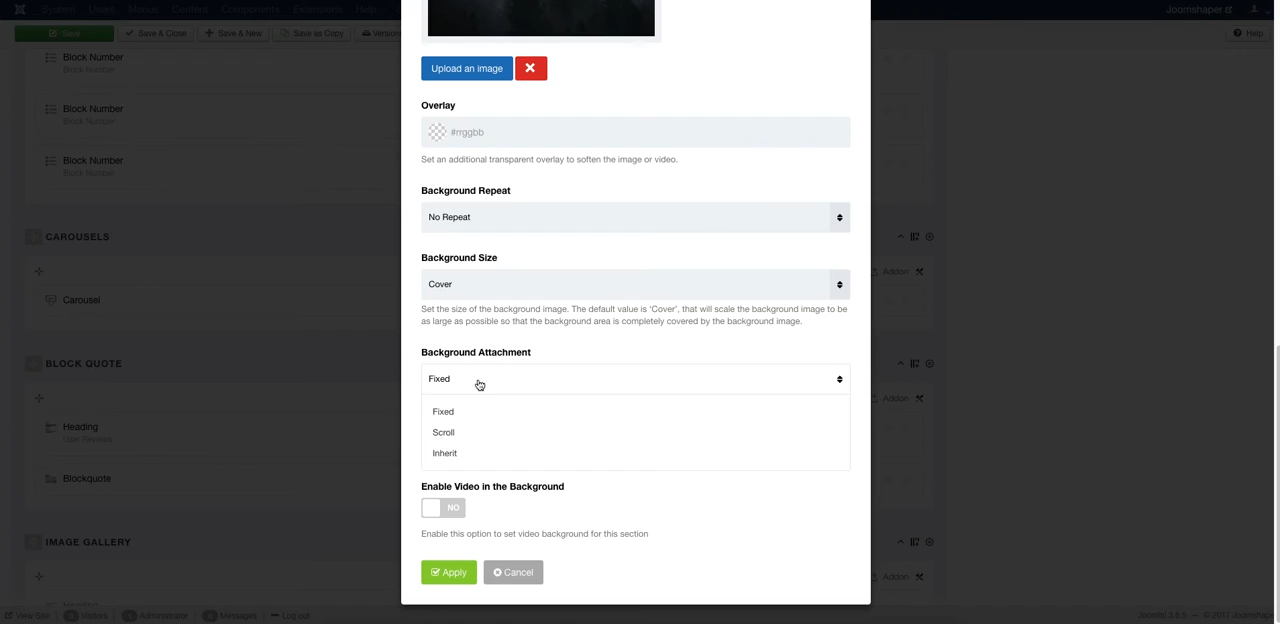 System Users Menus Content Components Extensions Help Joomshaper
Save Save & Close Save & New Save as Copy Versions Help
Block Number
Block Number
Block Number
Block Number
Block Number
Block Number
CAROUSELS
Addon
Carousel
BLOCK QUOTE
Addon
Heading
User Reviews
Blockquote
IMAGE GALLERY
Addon
Heading
Upload an image
Overlay
#rrggbb
Set an additional transparent overlay to soften the image or video.
Background Repeat
No Repeat
Background Size
Cover
Set the size of the background image. The default value is 'Cover', that will scale the background image to be
as large as possible so that the background area is completely covered by the background image.
Background Attachment
Fixed
Fixed
Scroll
Inherit
Enable Video in the Background
NO
Enable this option to set video background for this section
Apply Cancel
View Site Visitors Administrator Messages Log out